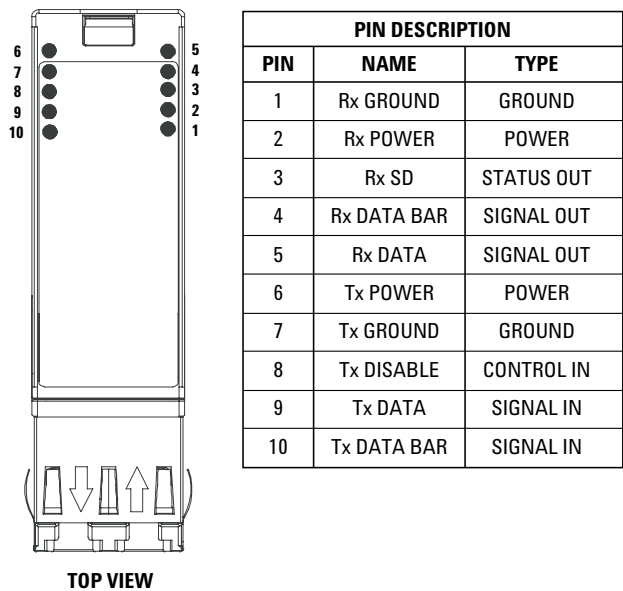 6 5
7 4
8 3
9 2
10 1
TOP VIEW
PIN DESCRIPTION
PIN NAME TYPE
1 Rx GROUND GROUND
2 Rx POWER POWER
3 Rx SD STATUS OUT
4 Rx DATA BAR SIGNAL OUT
5 Rx DATA SIGNAL OUT
6 Tx POWER POWER
7 Tx GROUND GROUND
8 Tx DISABLE CONTROL IN
9 Tx DATA SIGNAL IN
10 Tx DATA BAR SIGNAL IN